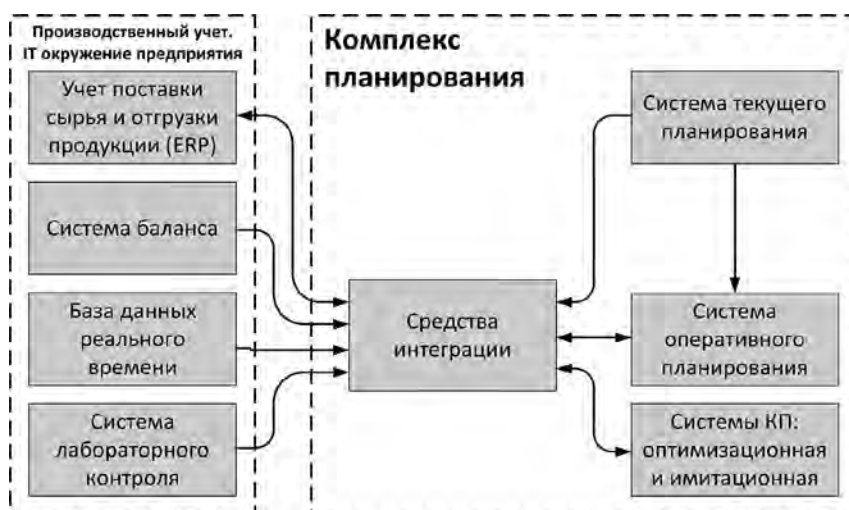 Производственный учет.
IT окружение предприятия
Учет поставки
сырья и отгрузки
продукции (ERP)
Система баланса
База данных
реального
времени
Система
лабораторного
контроля
Комплекс
планирования
Средства
интеграции
Система текущего
планирования
Система
оперативного
планирования
Системы КП:
оптимизационная
и имитационная